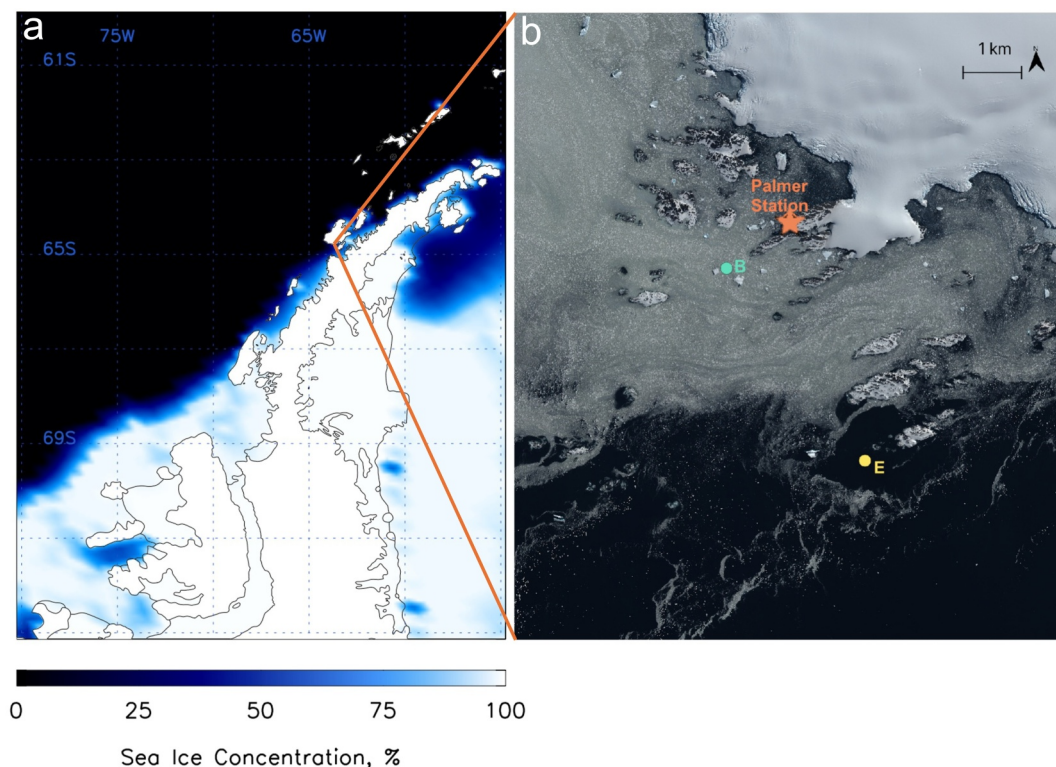 a
75W 65W
61S
65S
69S
0 25 50 75 100
Sea Ice Concentration, %
b
1 km
N
Palmer
Station
B
E